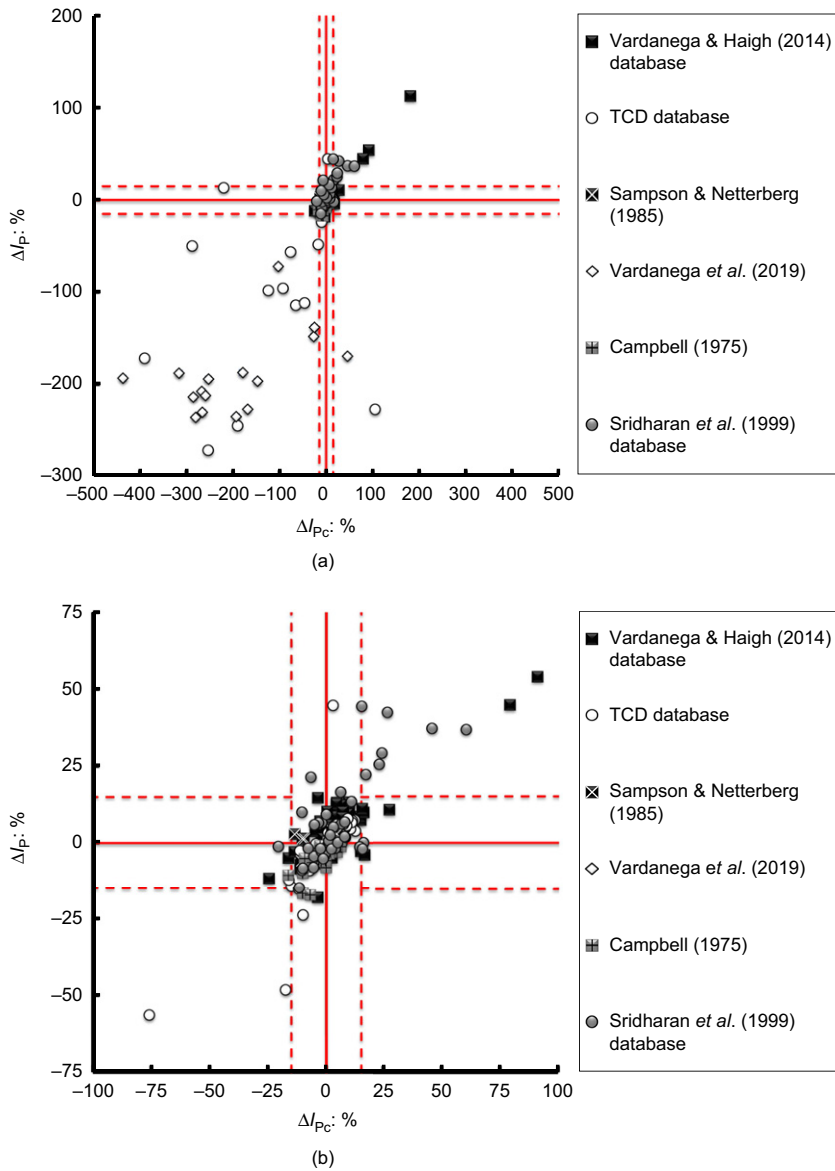 200
100
0
–100
–200
–300
ΔIP: %
–500 –400 –300 –200 –100 0 100 200 300 400 500
ΔIPc: %
(a)
Vardanega & Haigh (2014)
database
TCD database
Sampson & Netterberg
(1985)
Vardanega et al. (2019)
Campbell (1975)
Sridharan et al. (1999)
database
75
50
25
0
–25
–50
–75
ΔIP: %
–100 –75 –50 –25 0 25 50 75 100
ΔIPc: %
(b)
Vardanega & Haigh (2014)
database
TCD database
Sampson & Netterberg
(1985)
Vardanega et al. (2019)
Campbell (1975)
Sridharan et al. (1999)
database